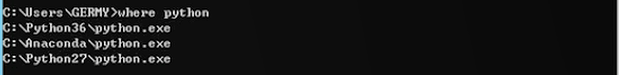 C:\Users\GERMY>where python
C:\Python36\python.exe
C:\Anaconda\python.exe
C:\Python27\python.exe